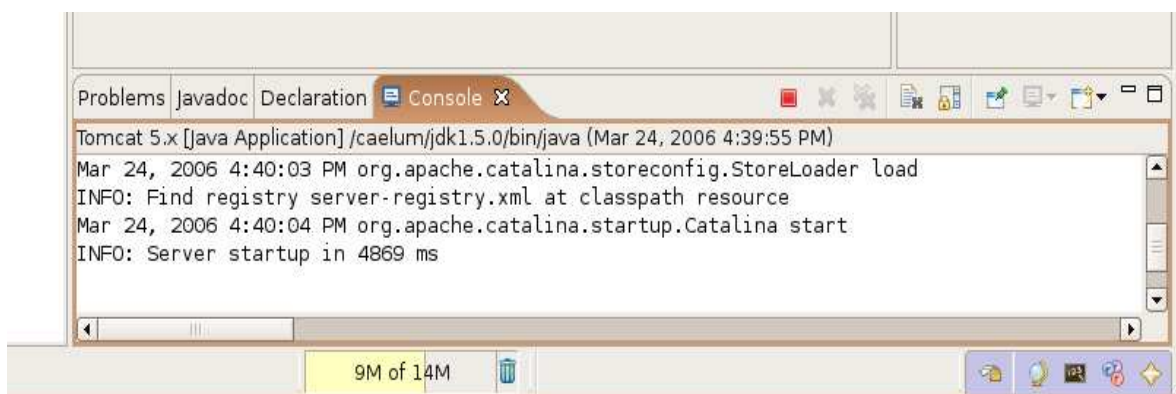 Problems Javadoc Declaration Console
Tomcat 5.x [Java Application] /caelum/jdk1.5.0/bin/java (Mar 24, 2006 4:39:55 PM)
Mar 24, 2006 4:40:03 PM org.apache.catalina.storeconfig.StoreLoader load
INFO: Find registry server-registry.xml at classpath resource
Mar 24, 2006 4:40:04 PM org.apache.catalina.startup.Catalina start
INFO: Server startup in 4869 ms
9M of 14M